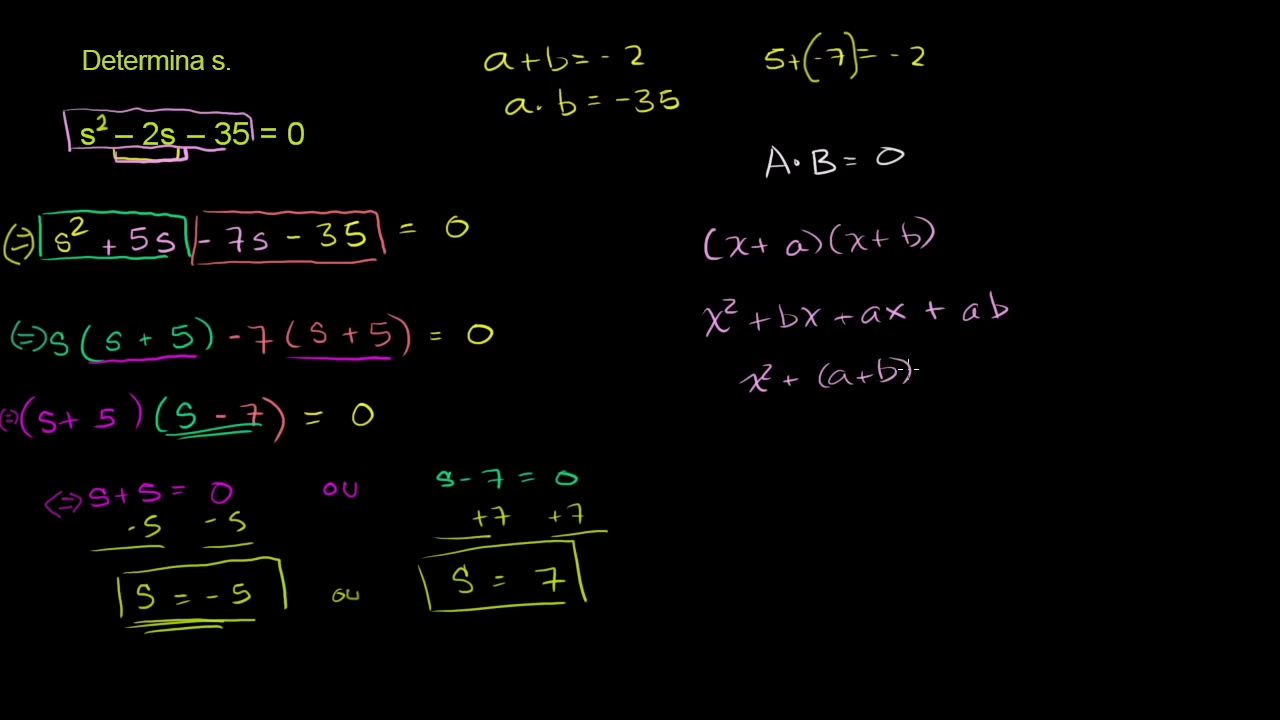 Determina s.
s² – 2s – 35 = 0
(=) s² + 5s - 7s - 35 = 0
(=) s(s + 5) - 7(s + 5) = 0
(=) (s + 5)(s - 7) = 0
<=> s + 5 = 0 ou s - 7 = 0
-5 -5 +7 +7
s = -5 ou s = 7
a + b = -2
a · b = -35
5 + (-7) = -2
A · B = 0
(x + a)(x + b)
x² + bx + ax + ab
x² + (a + b)